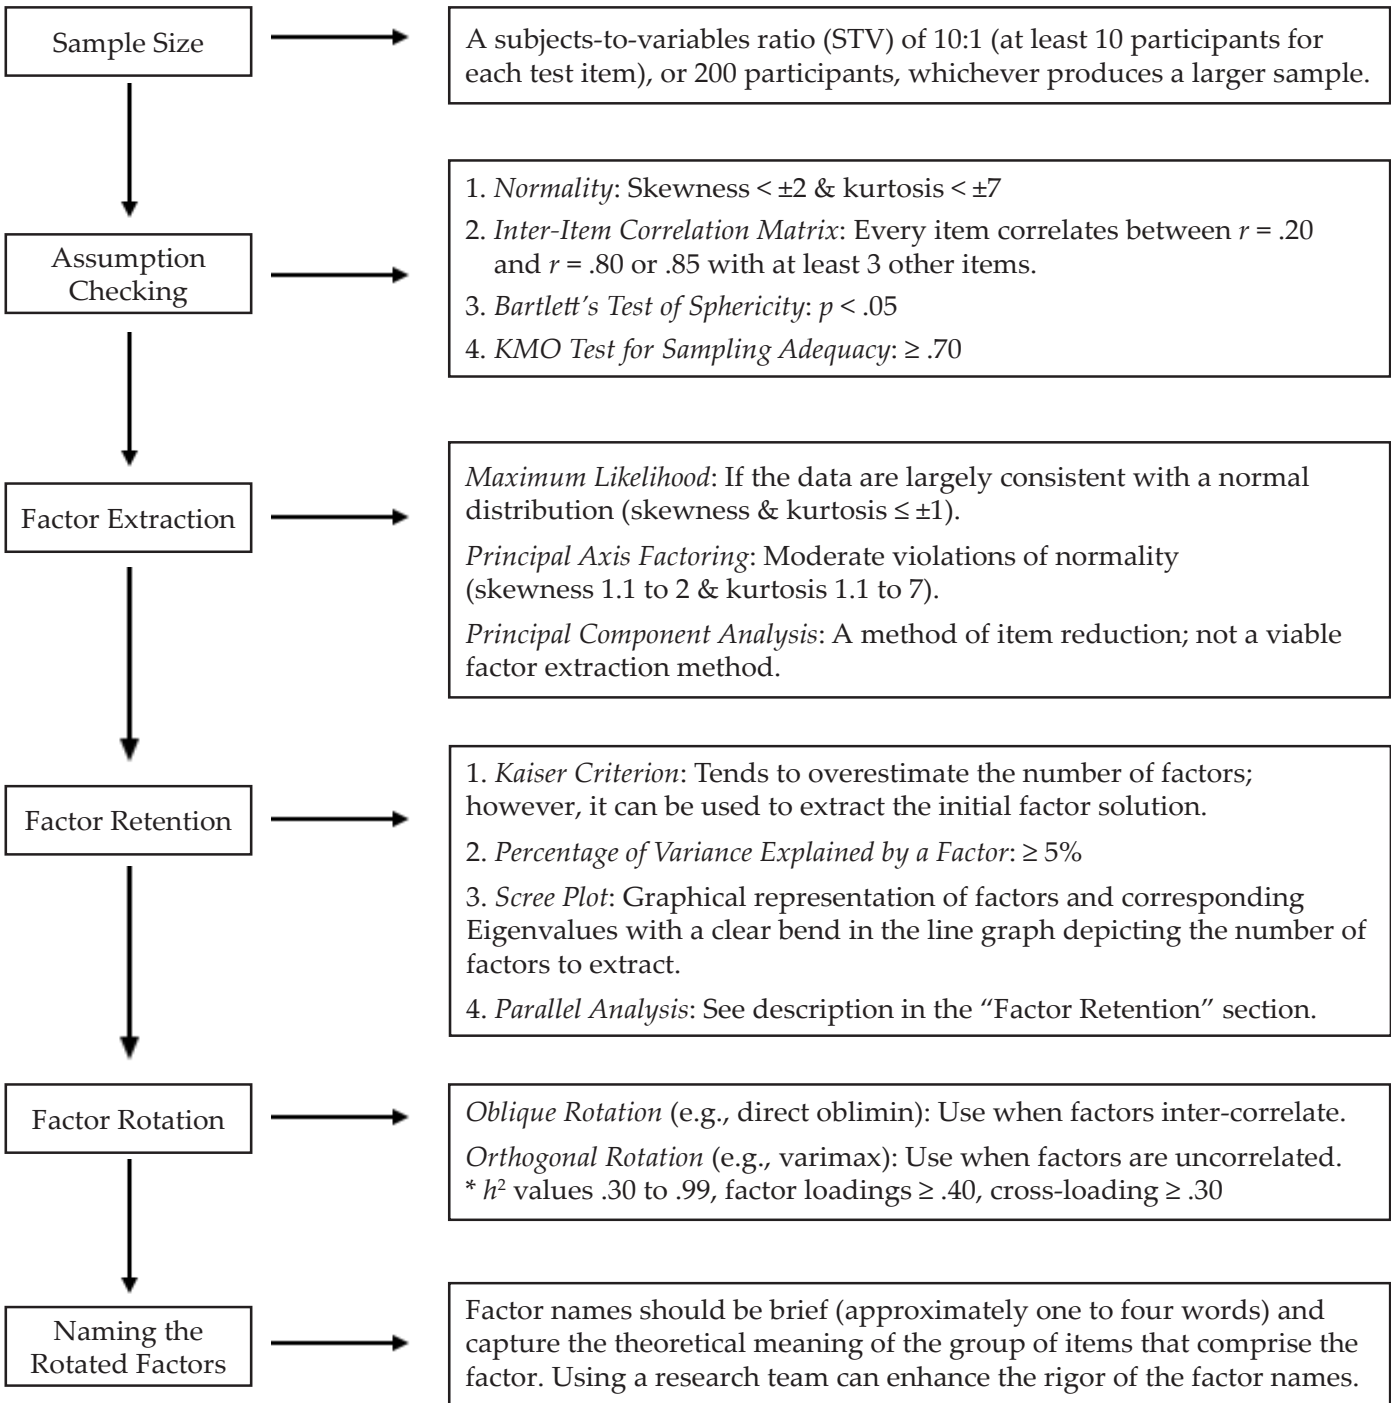 Sample Size
A subjects-to-variables ratio (STV) of 10:1 (at least 10 participants for
each test item), or 200 participants, whichever produces a larger sample.
Assumption
Checking
1. Normality: Skewness < ±2 & kurtosis < ±7
2. Inter-Item Correlation Matrix: Every item correlates between r = .20
and r = .80 or .85 with at least 3 other items.
3. Bartlett's Test of Sphericity: p < .05
4. KMO Test for Sampling Adequacy: ≥ .70
Factor Extraction
Maximum Likelihood: If the data are largely consistent with a normal
distribution (skewness & kurtosis ≤ ±1).
Principal Axis Factoring: Moderate violations of normality
(skewness 1.1 to 2 & kurtosis 1.1 to 7).
Principal Component Analysis: A method of item reduction; not a viable
factor extraction method.
Factor Retention
1. Kaiser Criterion: Tends to overestimate the number of factors;
however, it can be used to extract the initial factor solution.
2. Percentage of Variance Explained by a Factor: ≥ 5%
3. Scree Plot: Graphical representation of factors and corresponding
Eigenvalues with a clear bend in the line graph depicting the number of
factors to extract.
4. Parallel Analysis: See description in the “Factor Retention” section.
Factor Rotation
Oblique Rotation (e.g., direct oblimin): Use when factors inter-correlate.
Orthogonal Rotation (e.g., varimax): Use when factors are uncorrelated.
* h² values .30 to .99, factor loadings ≥ .40, cross-loading ≥ .30
Naming the
Rotated Factors
Factor names should be brief (approximately one to four words) and
capture the theoretical meaning of the group of items that comprise the
factor. Using a research team can enhance the rigor of the factor names.